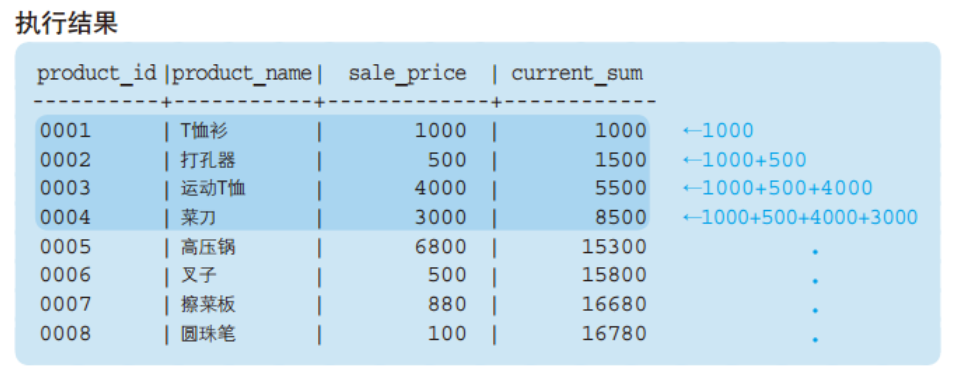 执行结果
product_id|product_name| sale_price | current_sum
----------+------------+-------------+------------
0001 | T恤衫 | 1000 | 1000 ←1000
0002 | 打孔器 | 500 | 1500 ←1000+500
0003 | 运动T恤 | 4000 | 5500 ←1000+500+4000
0004 | 菜刀 | 3000 | 8500 ←1000+500+4000+3000
0005 | 高压锅 | 6800 | 15300 .
0006 | 叉子 | 500 | 15800 .
0007 | 擦菜板 | 880 | 16680 .
0008 | 圆珠笔 | 100 | 16780 .